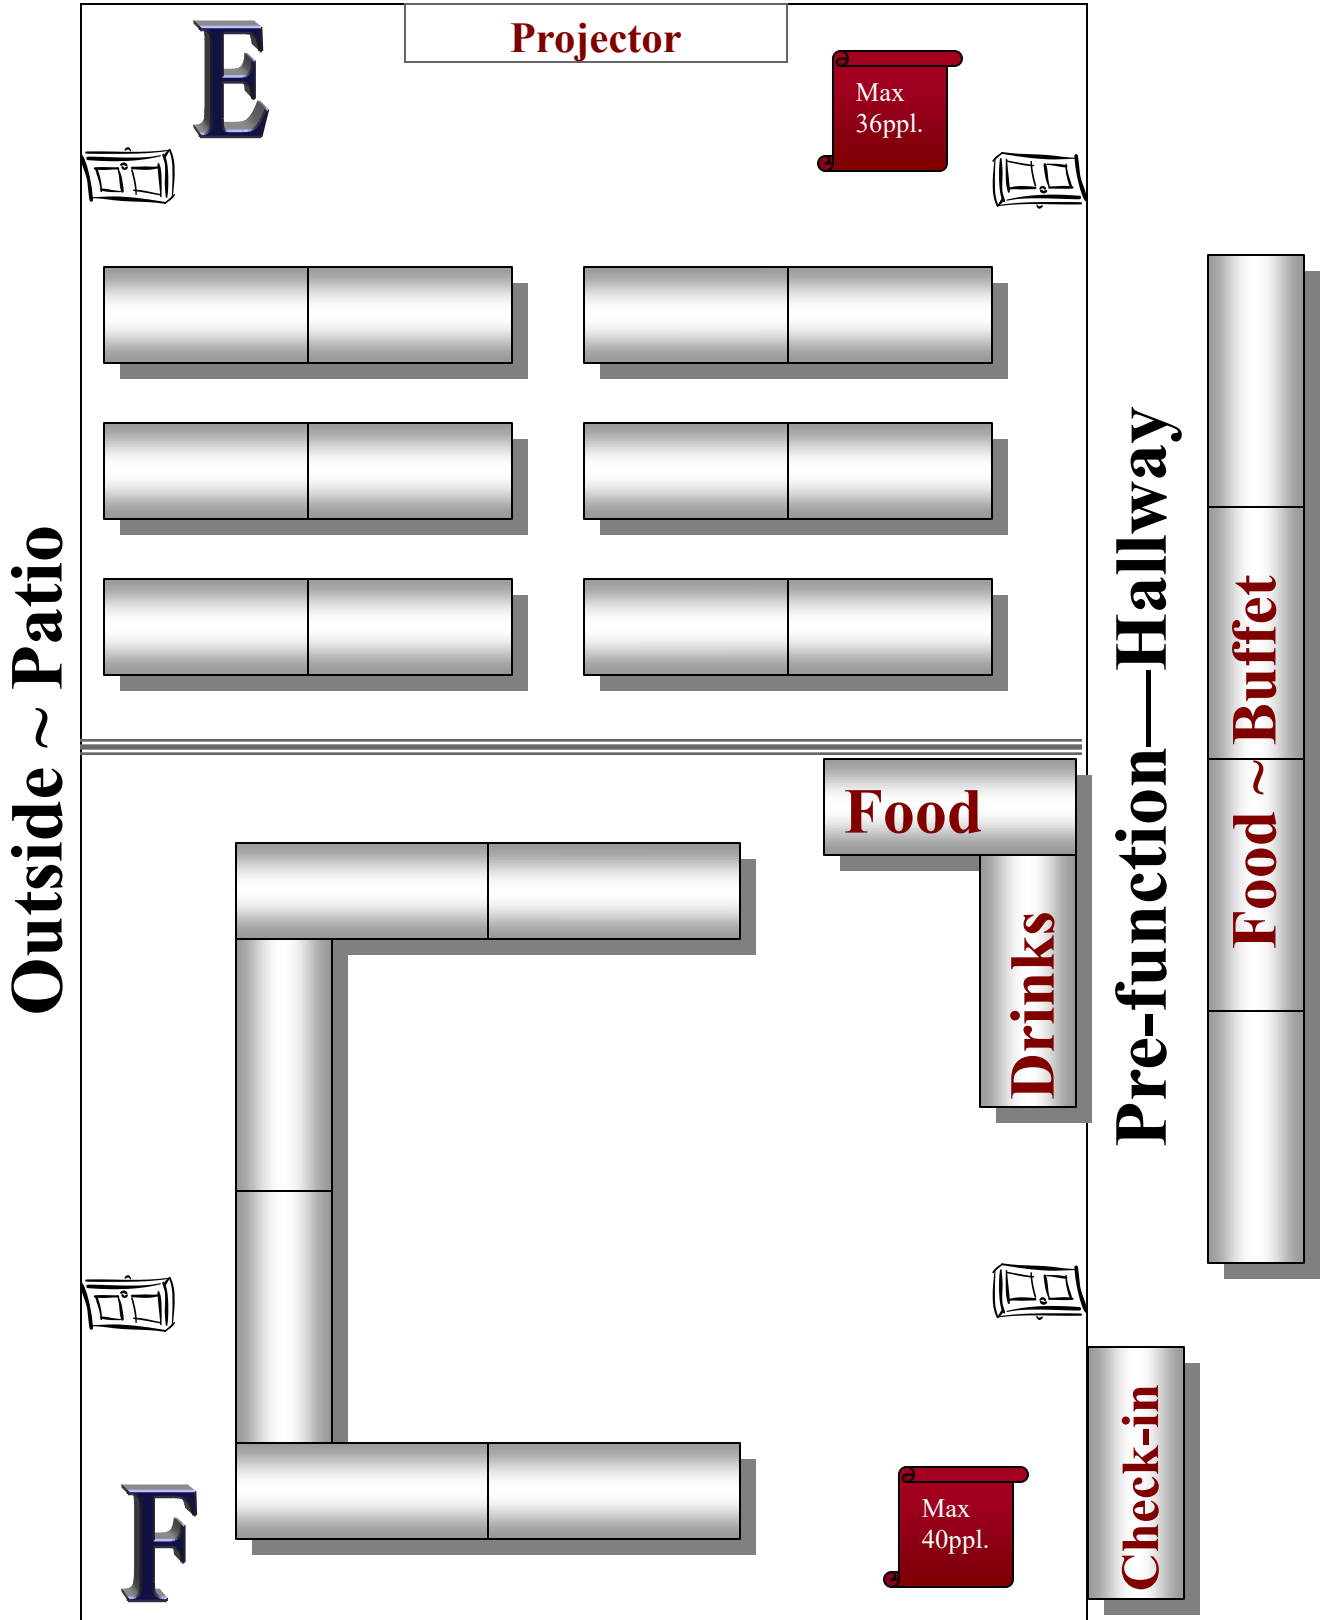 E
Projector
Max
36ppl.
Outside ~ Patio
Pre-function—Hallway
Food ~ Buffet
Food
Drinks
F
Max
40ppl.
Check-in